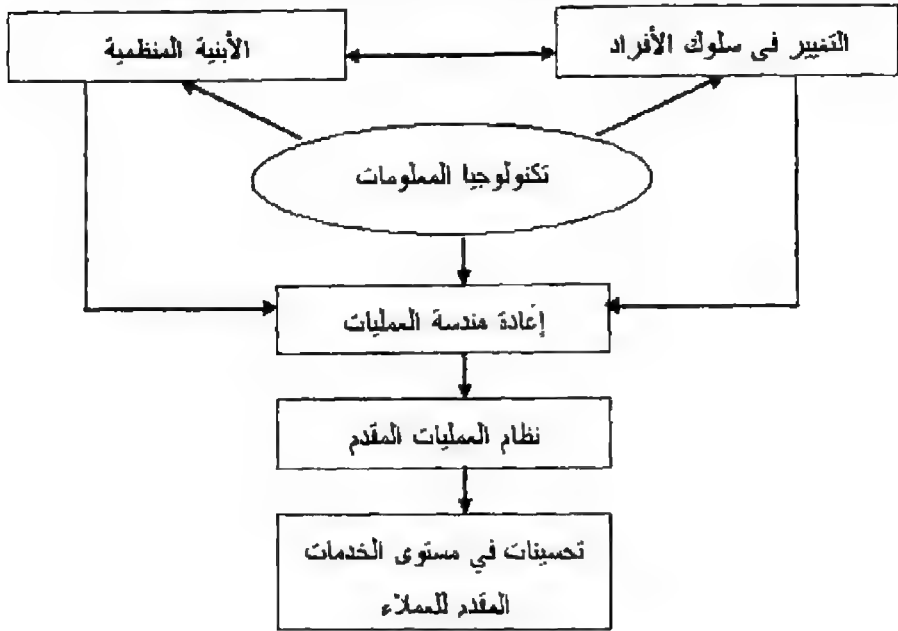 التغيير فى سلوك الأفراد
الأبنية المنظمية
تكنولوجيا المعلومات
إعادة هندسة العمليات
نظام العمليات المقدم
تحسينات في مستوى الخدمات
المقدم للعملاء